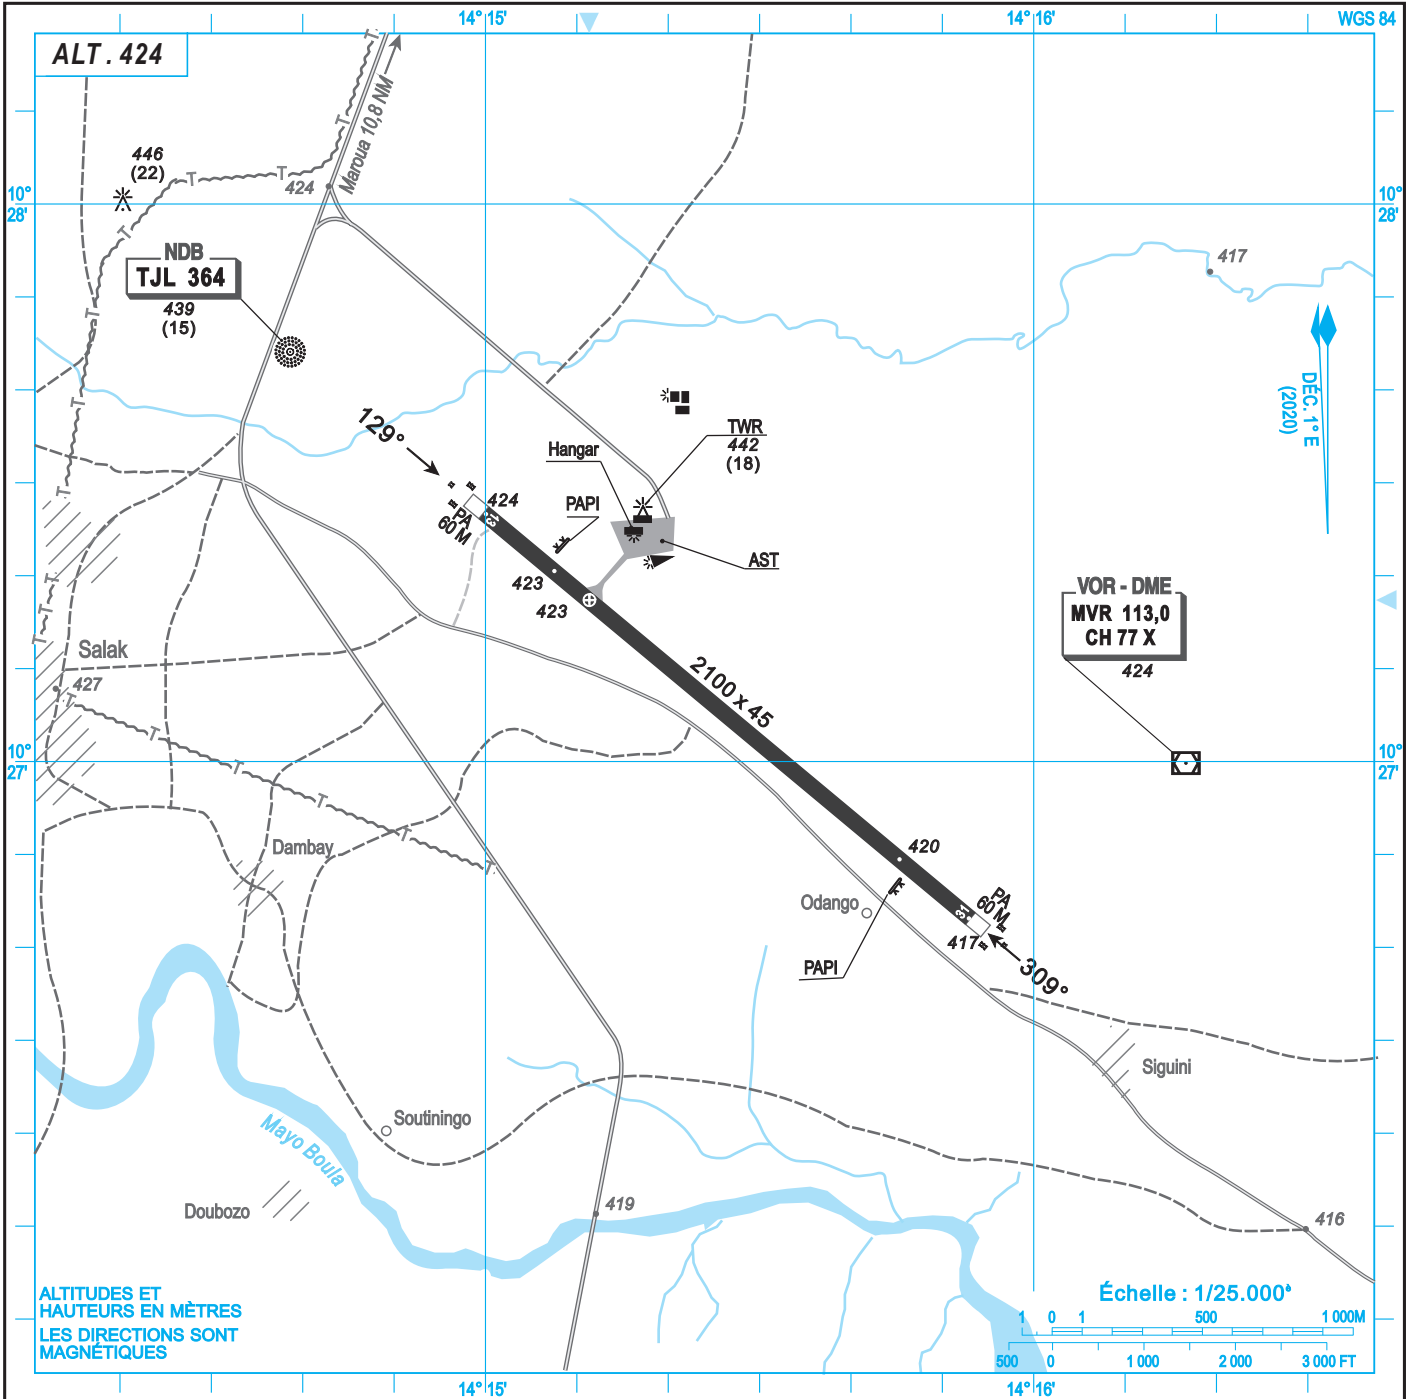 14° 15'
14° 16'
WGS 84
ALT . 424
Maroua 10,8 NM
T
T
446
(22)
T
T
424
10°
28'
10°
28'
T
NDB
TJL 364
439
(15)
417
T
DÉC. 1° E
(2020)
T
129°
TWR
442
(18)
Hangar
T
424
PAPI
13
PA
60 M
AST
423
423
T
T
VOR - DME
MVR 113,0
CH 77 X
424
T
Salak
427
2100 x 45
T
T
10°
27'
10°
27'
T
T
T
Dambay
420
T
PA
60 M
Odango
31
417
PAPI
309°
Siguini
Soutiningo
Mayo Boula
Doubozo
419
416
ALTITUDES ET
HAUTEURS EN MÈTRES
LES DIRECTIONS SONT
MAGNÉTIQUES
Échelle : 1/25.000°
1 0 1 500 1 000M
500 0 1 000 2 000 3 000 FT
14° 15'
14° 16'